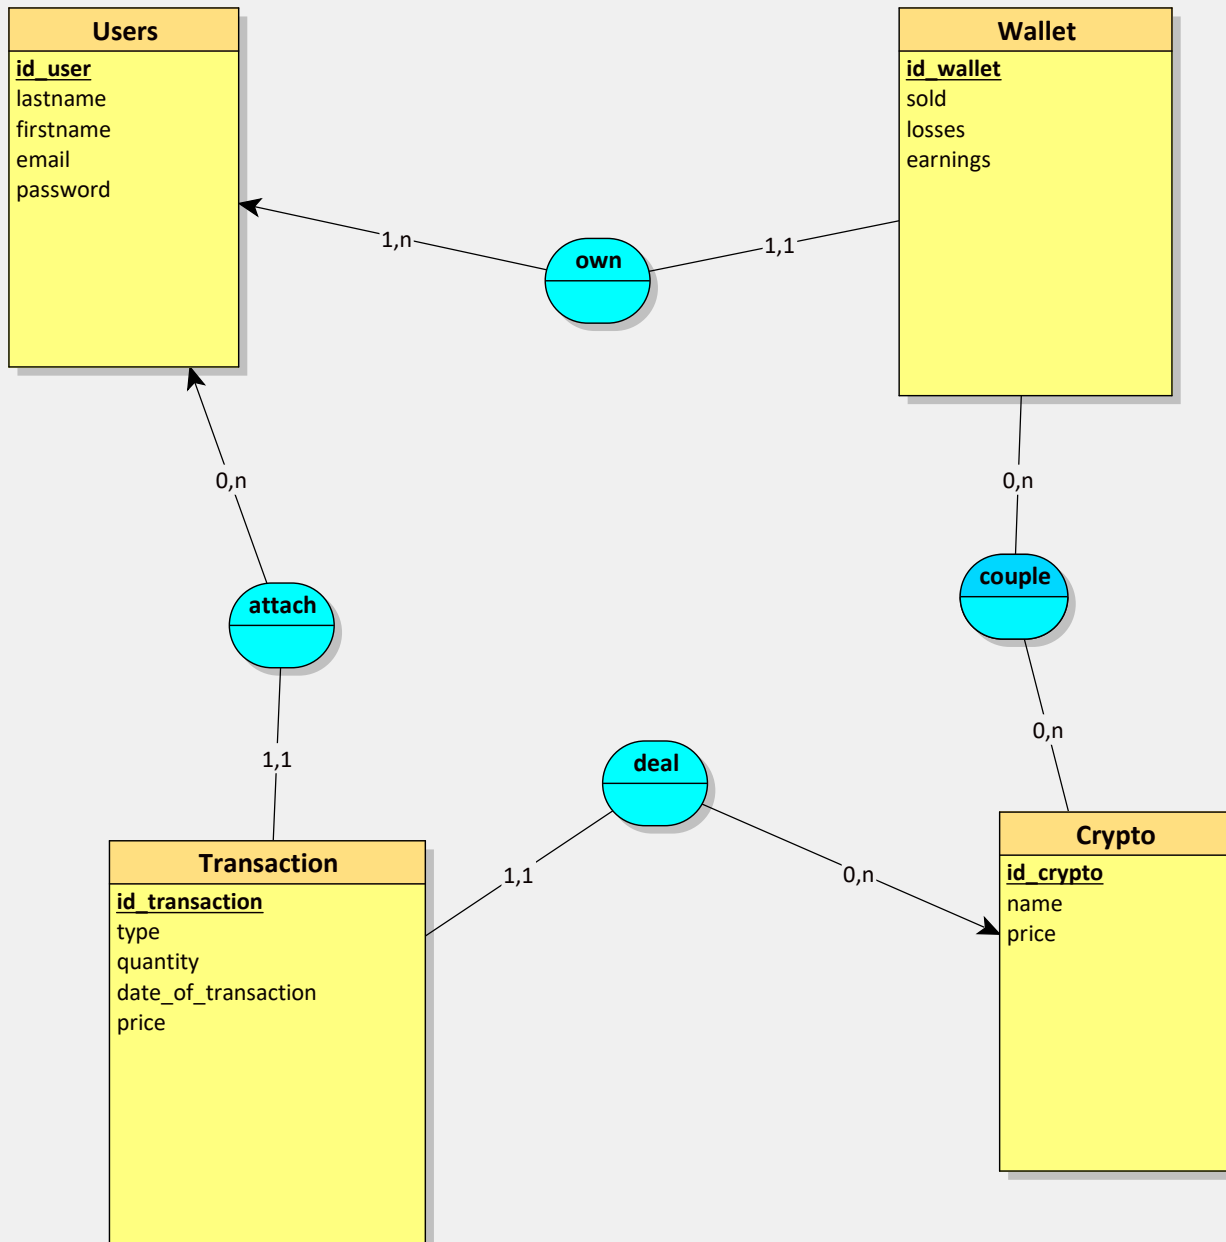 Users
id_user
lastname
firstname
email
password
Wallet
id_wallet
sold
losses
earnings
1,n
own
1,1
0,n
0,n
couple
attach
0,n
1,1
deal
1,1
0,n
Transaction
id_transaction
type
quantity
date_of_transaction
price
Crypto
id_crypto
name
price